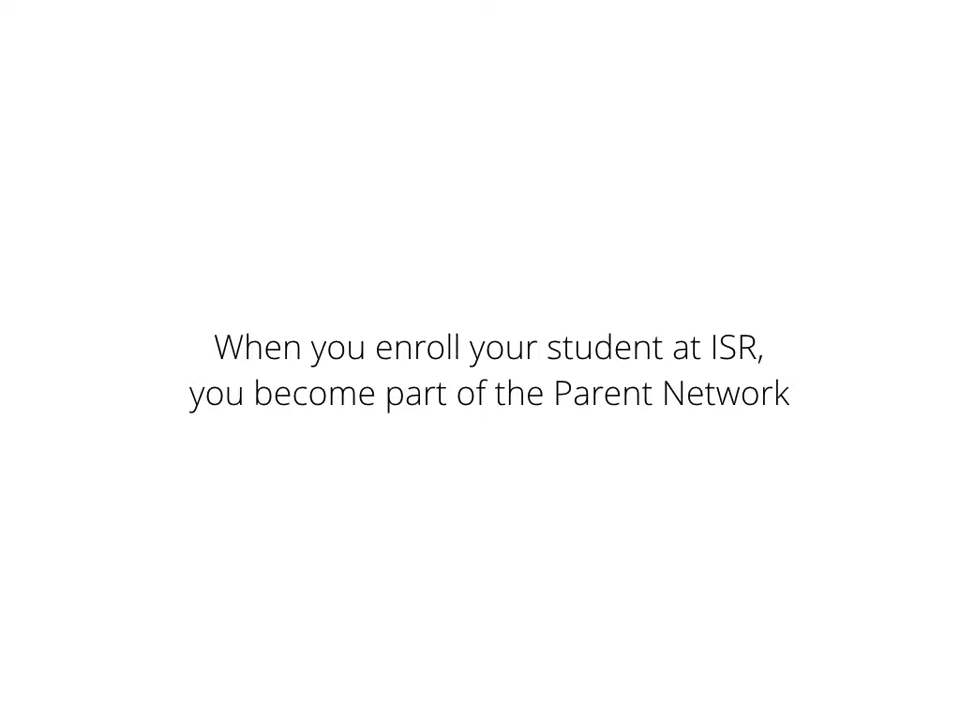 When you enroll your student at ISR,
you become part of the Parent Network